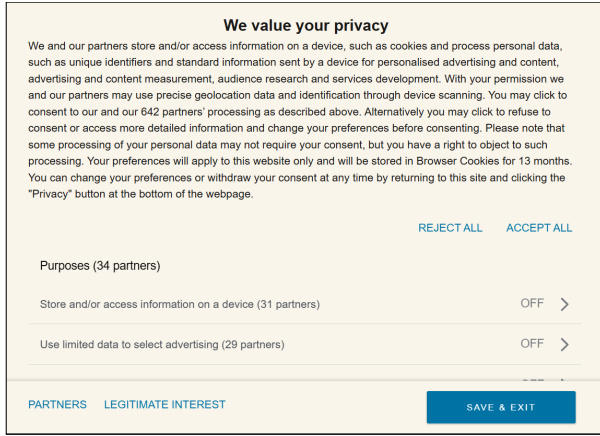 We value your privacy
We and our partners store and/or access information on a device, such as cookies and process personal data,
such as unique identifiers and standard information sent by a device for personalised advertising and content,
advertising and content measurement, audience research and services development. With your permission we
and our partners may use precise geolocation data and identification through device scanning. You may click to
consent to our and our 642 partners' processing as described above. Alternatively you may click to refuse to
consent or access more detailed information and change your preferences before consenting. Please note that
some processing of your personal data may not require your consent, but you have a right to object to such
processing. Your preferences will apply to this website only and will be stored in Browser Cookies for 13 months.
You can change your preferences or withdraw your consent at any time by returning to this site and clicking the
"Privacy" button at the bottom of the webpage.
REJECT ALL ACCEPT ALL
Purposes (34 partners)
Store and/or access information on a device (31 partners) OFF
Use limited data to select advertising (29 partners) OFF
PARTNERS LEGITIMATE INTEREST SAVE & EXIT